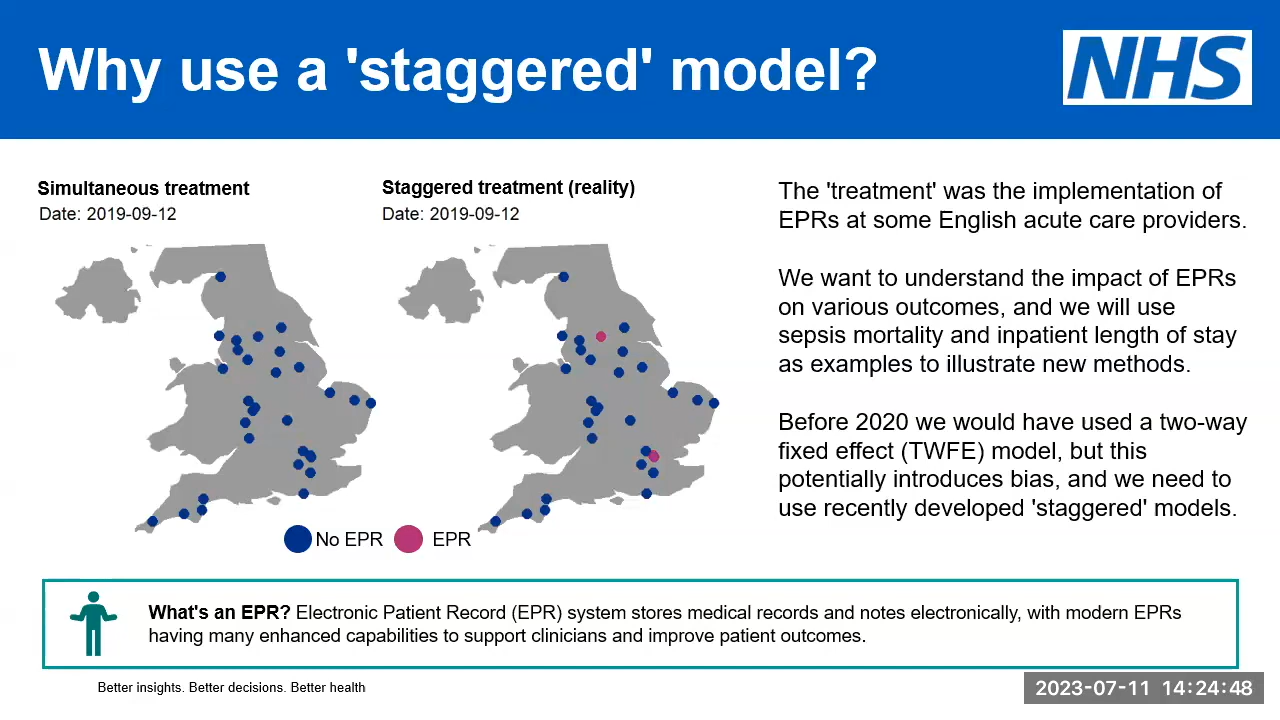 Why use a 'staggered' model?
NHS
Simultaneous treatment
Date: 2019-09-12
Staggered treatment (reality)
Date: 2019-09-12
No EPR
EPR
The 'treatment' was the implementation of
EPRs at some English acute care providers.
We want to understand the impact of EPRs
on various outcomes, and we will use
sepsis mortality and inpatient length of stay
as examples to illustrate new methods.
Before 2020 we would have used a two-way
fixed effect (TWFE) model, but this
potentially introduces bias, and we need to
use recently developed 'staggered' models.
What's an EPR? Electronic Patient Record (EPR) system stores medical records and notes electronically, with modern EPRs
having many enhanced capabilities to support clinicians and improve patient outcomes.
Better insights. Better decisions. Better health
2023-07-11 14:24:48